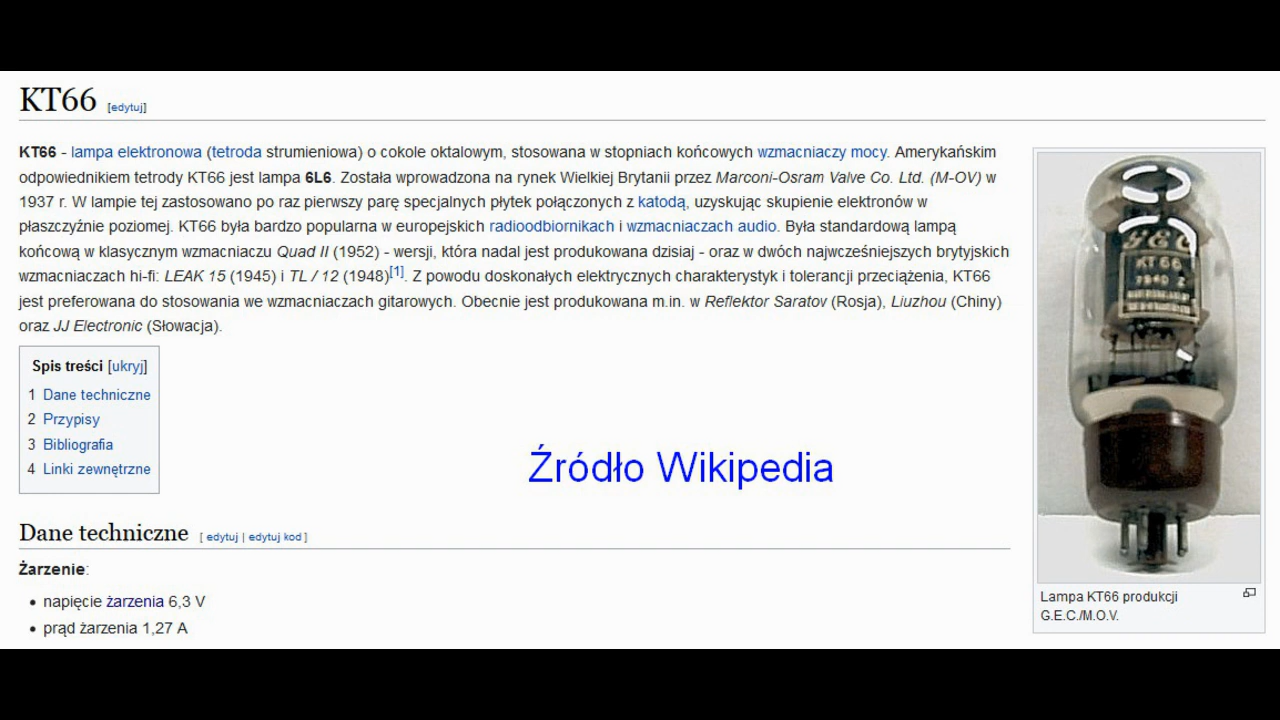 KT66 [edytuj]
KT66 - lampa elektronowa (tetroda strumieniowa) o cokole oktalowym, stosowana w stopniach końcowych wzmacniaczy mocy. Amerykańskim
odpowiednikiem tetrody KT66 jest lampa 6L6. Została wprowadzona na rynek Wielkiej Brytanii przez Marconi-Osram Valve Co. Ltd. (M-OV) w
1937 r. W lampie tej zastosowano po raz pierwszy parę specjalnych płytek połączonych z katodą, uzyskując skupienie elektronów w
płaszczyźnie poziomej. KT66 była bardzo popularna w europejskich radioodbiornikach i wzmacniaczach audio. Była standardową lampą
końcową w klasycznym wzmacniaczu Quad II (1952) - wersji, która nadal jest produkowana dzisiaj - oraz w dwóch najwcześniejszych brytyjskich
wzmacniaczach hi-fi: LEAK 15 (1945) i TL / 12 (1948)[1]. Z powodu doskonałych elektrycznych charakterystyk i tolerancji przeciążenia, KT66
jest preferowana do stosowania we wzmacniaczach gitarowych. Obecnie jest produkowana m.in. w Reflektor Saratov (Rosja), Liuzhou (Chiny)
oraz JJ Electronic (Słowacja).
Spis treści [ukryj]
1 Dane techniczne
2 Przypisy
3 Bibliografia
4 Linki zewnętrzne
Źródło Wikipedia
Dane techniczne [ edytuj | edytuj kod ]
Żarzenie:
• napięcie żarzenia 6,3 V
• prąd żarzenia 1,27 A
GEC
KT66
Lampa KT66 produkcji
G.E.C./M.O.V.